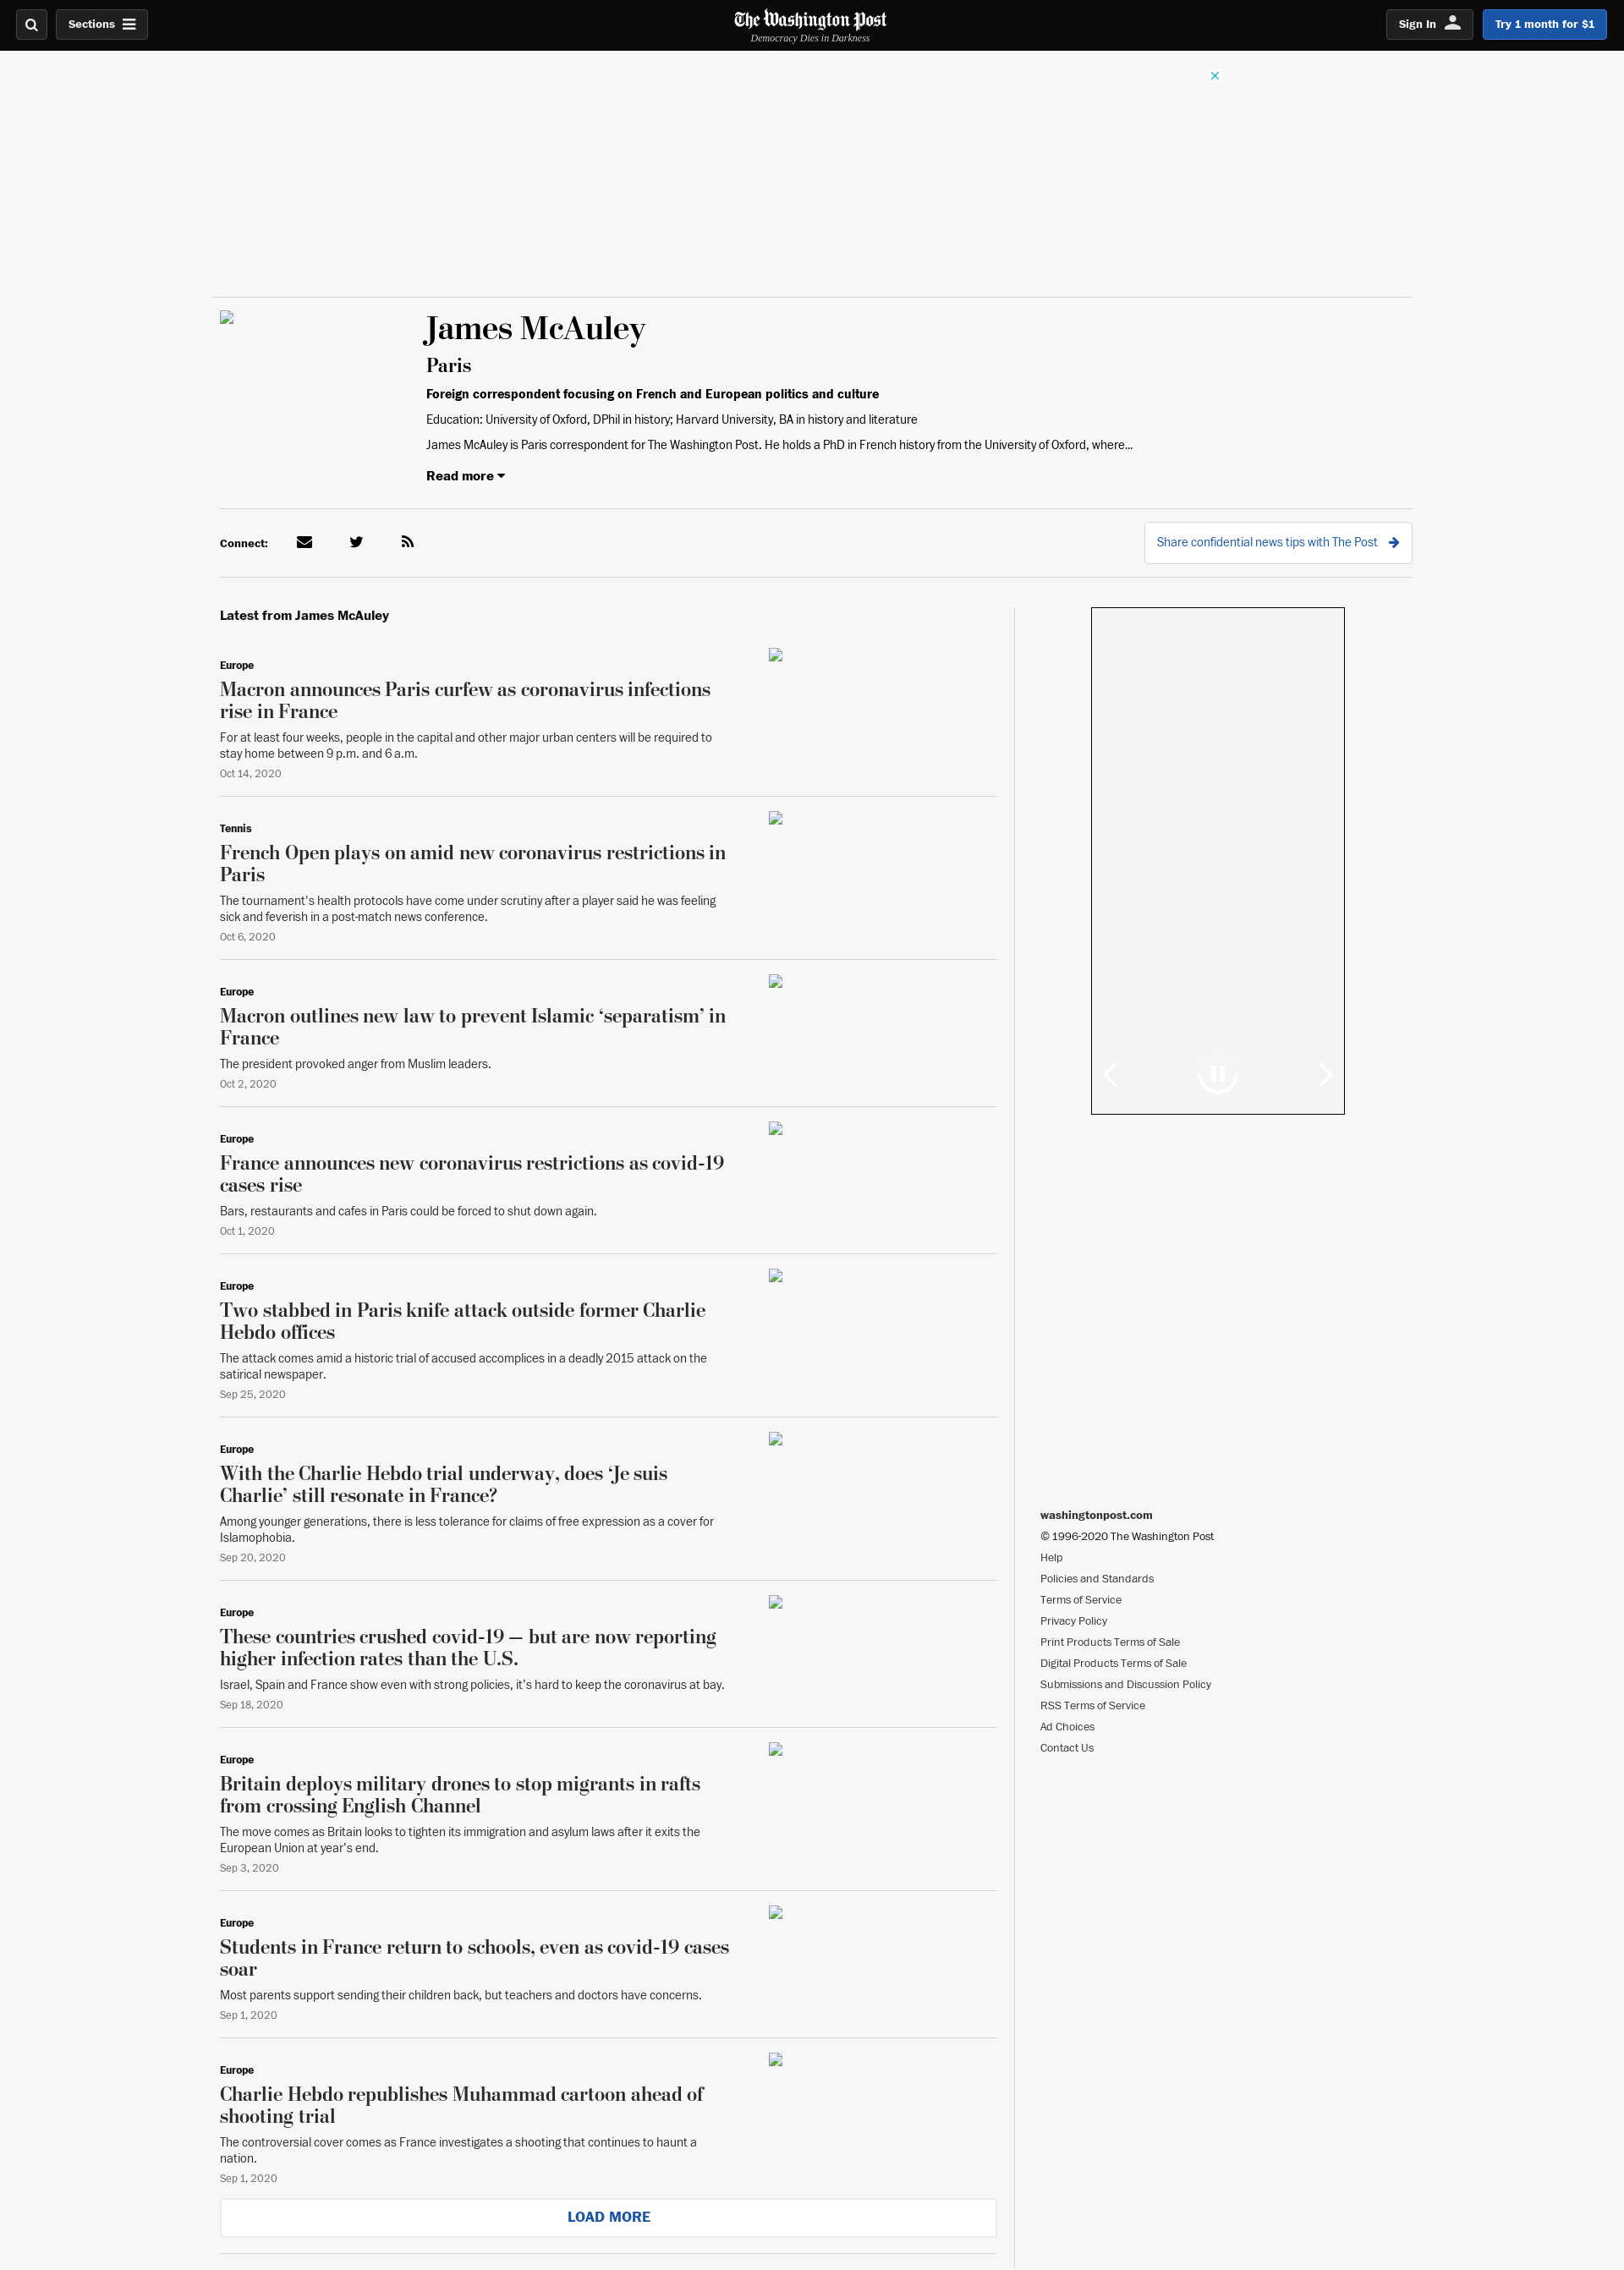 Sections
The Washington Post
Democracy Dies in Darkness
Sign In
Try 1 month for $1
James McAuley
Paris
Foreign correspondent focusing on French and European politics and culture
Education: University of Oxford, DPhil in history; Harvard University, BA in history and literature
James McAuley is Paris correspondent for The Washington Post. He holds a PhD in French history from the University of Oxford, where...
Read more
Connect:
Share confidential news tips with The Post
Latest from James McAuley
Europe
Macron announces Paris curfew as coronavirus infections
rise in France
For at least four weeks, people in the capital and other major urban centers will be required to
stay home between 9 p.m. and 6 a.m.
Oct 14, 2020
Tennis
French Open plays on amid new coronavirus restrictions in
Paris
The tournament's health protocols have come under scrutiny after a player said he was feeling
sick and feverish in a post-match news conference.
Oct 6, 2020
Europe
Macron outlines new law to prevent Islamic ‘separatism’ in
France
The president provoked anger from Muslim leaders.
Oct 2, 2020
Europe
France announces new coronavirus restrictions as covid-19
cases rise
Bars, restaurants and cafes in Paris could be forced to shut down again.
Oct 1, 2020
Europe
Two stabbed in Paris knife attack outside former Charlie
Hebdo offices
The attack comes amid a historic trial of accused accomplices in a deadly 2015 attack on the
satirical newspaper.
Sep 25, 2020
Europe
With the Charlie Hebdo trial underway, does ‘Je suis
Charlie’ still resonate in France?
Among younger generations, there is less tolerance for claims of free expression as a cover for
Islamophobia.
Sep 20, 2020
Europe
These countries crushed covid-19 — but are now reporting
higher infection rates than the U.S.
Israel, Spain and France show even with strong policies, it’s hard to keep the coronavirus at bay.
Sep 18, 2020
Europe
Britain deploys military drones to stop migrants in rafts
from crossing English Channel
The move comes as Britain looks to tighten its immigration and asylum laws after it exits the
European Union at year’s end.
Sep 3, 2020
Europe
Students in France return to schools, even as covid-19 cases
soar
Most parents support sending their children back, but teachers and doctors have concerns.
Sep 1, 2020
Europe
Charlie Hebdo republishes Muhammad cartoon ahead of
shooting trial
The controversial cover comes as France investigates a shooting that continues to haunt a
nation.
Sep 1, 2020
LOAD MORE
washingtonpost.com
© 1996-2020 The Washington Post
Help
Policies and Standards
Terms of Service
Privacy Policy
Print Products Terms of Sale
Digital Products Terms of Sale
Submissions and Discussion Policy
RSS Terms of Service
Ad Choices
Contact Us